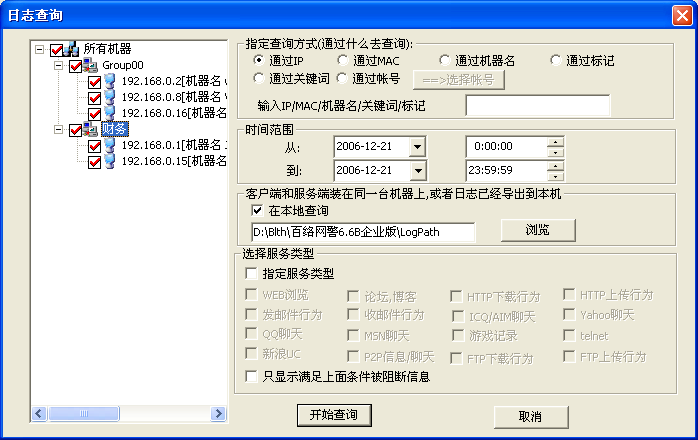 日志查询
所有机器
Group00
192.168.0.2[机器名
192.168.0.8[机器名
192.168.0.16[机器名
财务
192.168.0.1[机器名
192.168.0.15[机器名
指定查询方式(通过什么去查询):
通过IP 通过MAC 通过机器名 通过标记
通过关键词 通过帐号 ==>选择帐号
输入IP/MAC/机器名/关键词/标记
时间范围
从: 2006-12-21 0:00:00
到: 2006-12-21 23:59:59
客户端和服务端装在同一台机器上,或者日志已经导出到本机
在本地查询
D:\Blth\百络网警6.6B企业版\LogPath 浏览
选择服务类型
指定服务类型
WEB浏览 论坛,博客 HTTP下载行为 HTTP上传行为
发邮件行为 收邮件行为 ICQ/AIM聊天 Yahoo聊天
QQ聊天 MSN聊天 游戏记录 telnet
新浪UC P2P信息/聊天 FTP下载行为 FTP上传行为
只显示满足上面条件被阻断信息
开始查询 取消